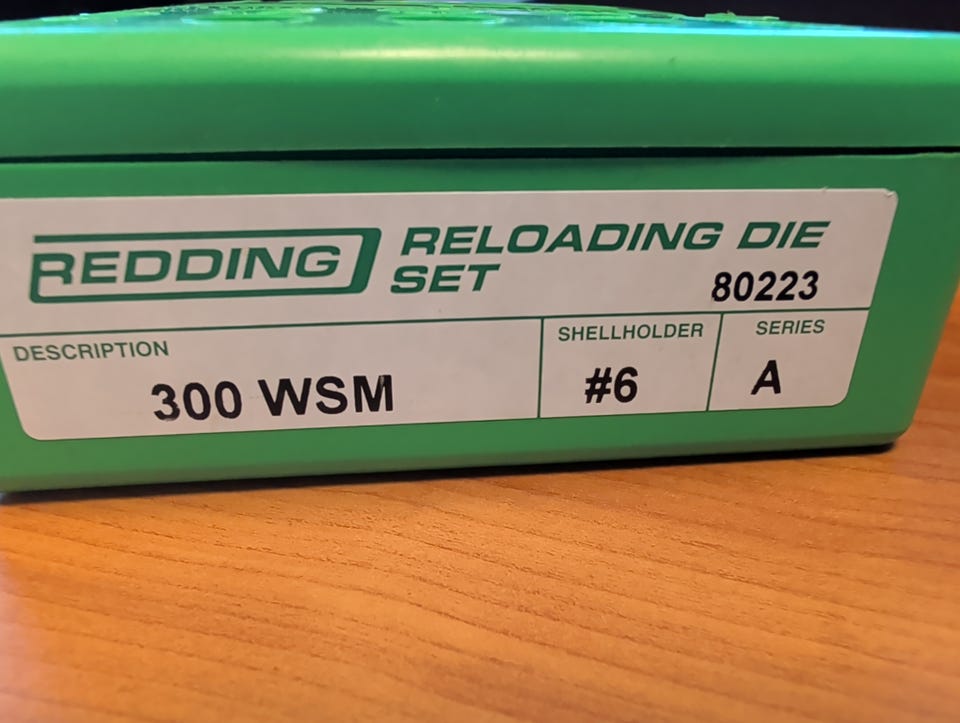 REDDING RELOADING DIE
SET
80223
DESCRIPTION SHELLHOLDER SERIES
300 WSM #6 A